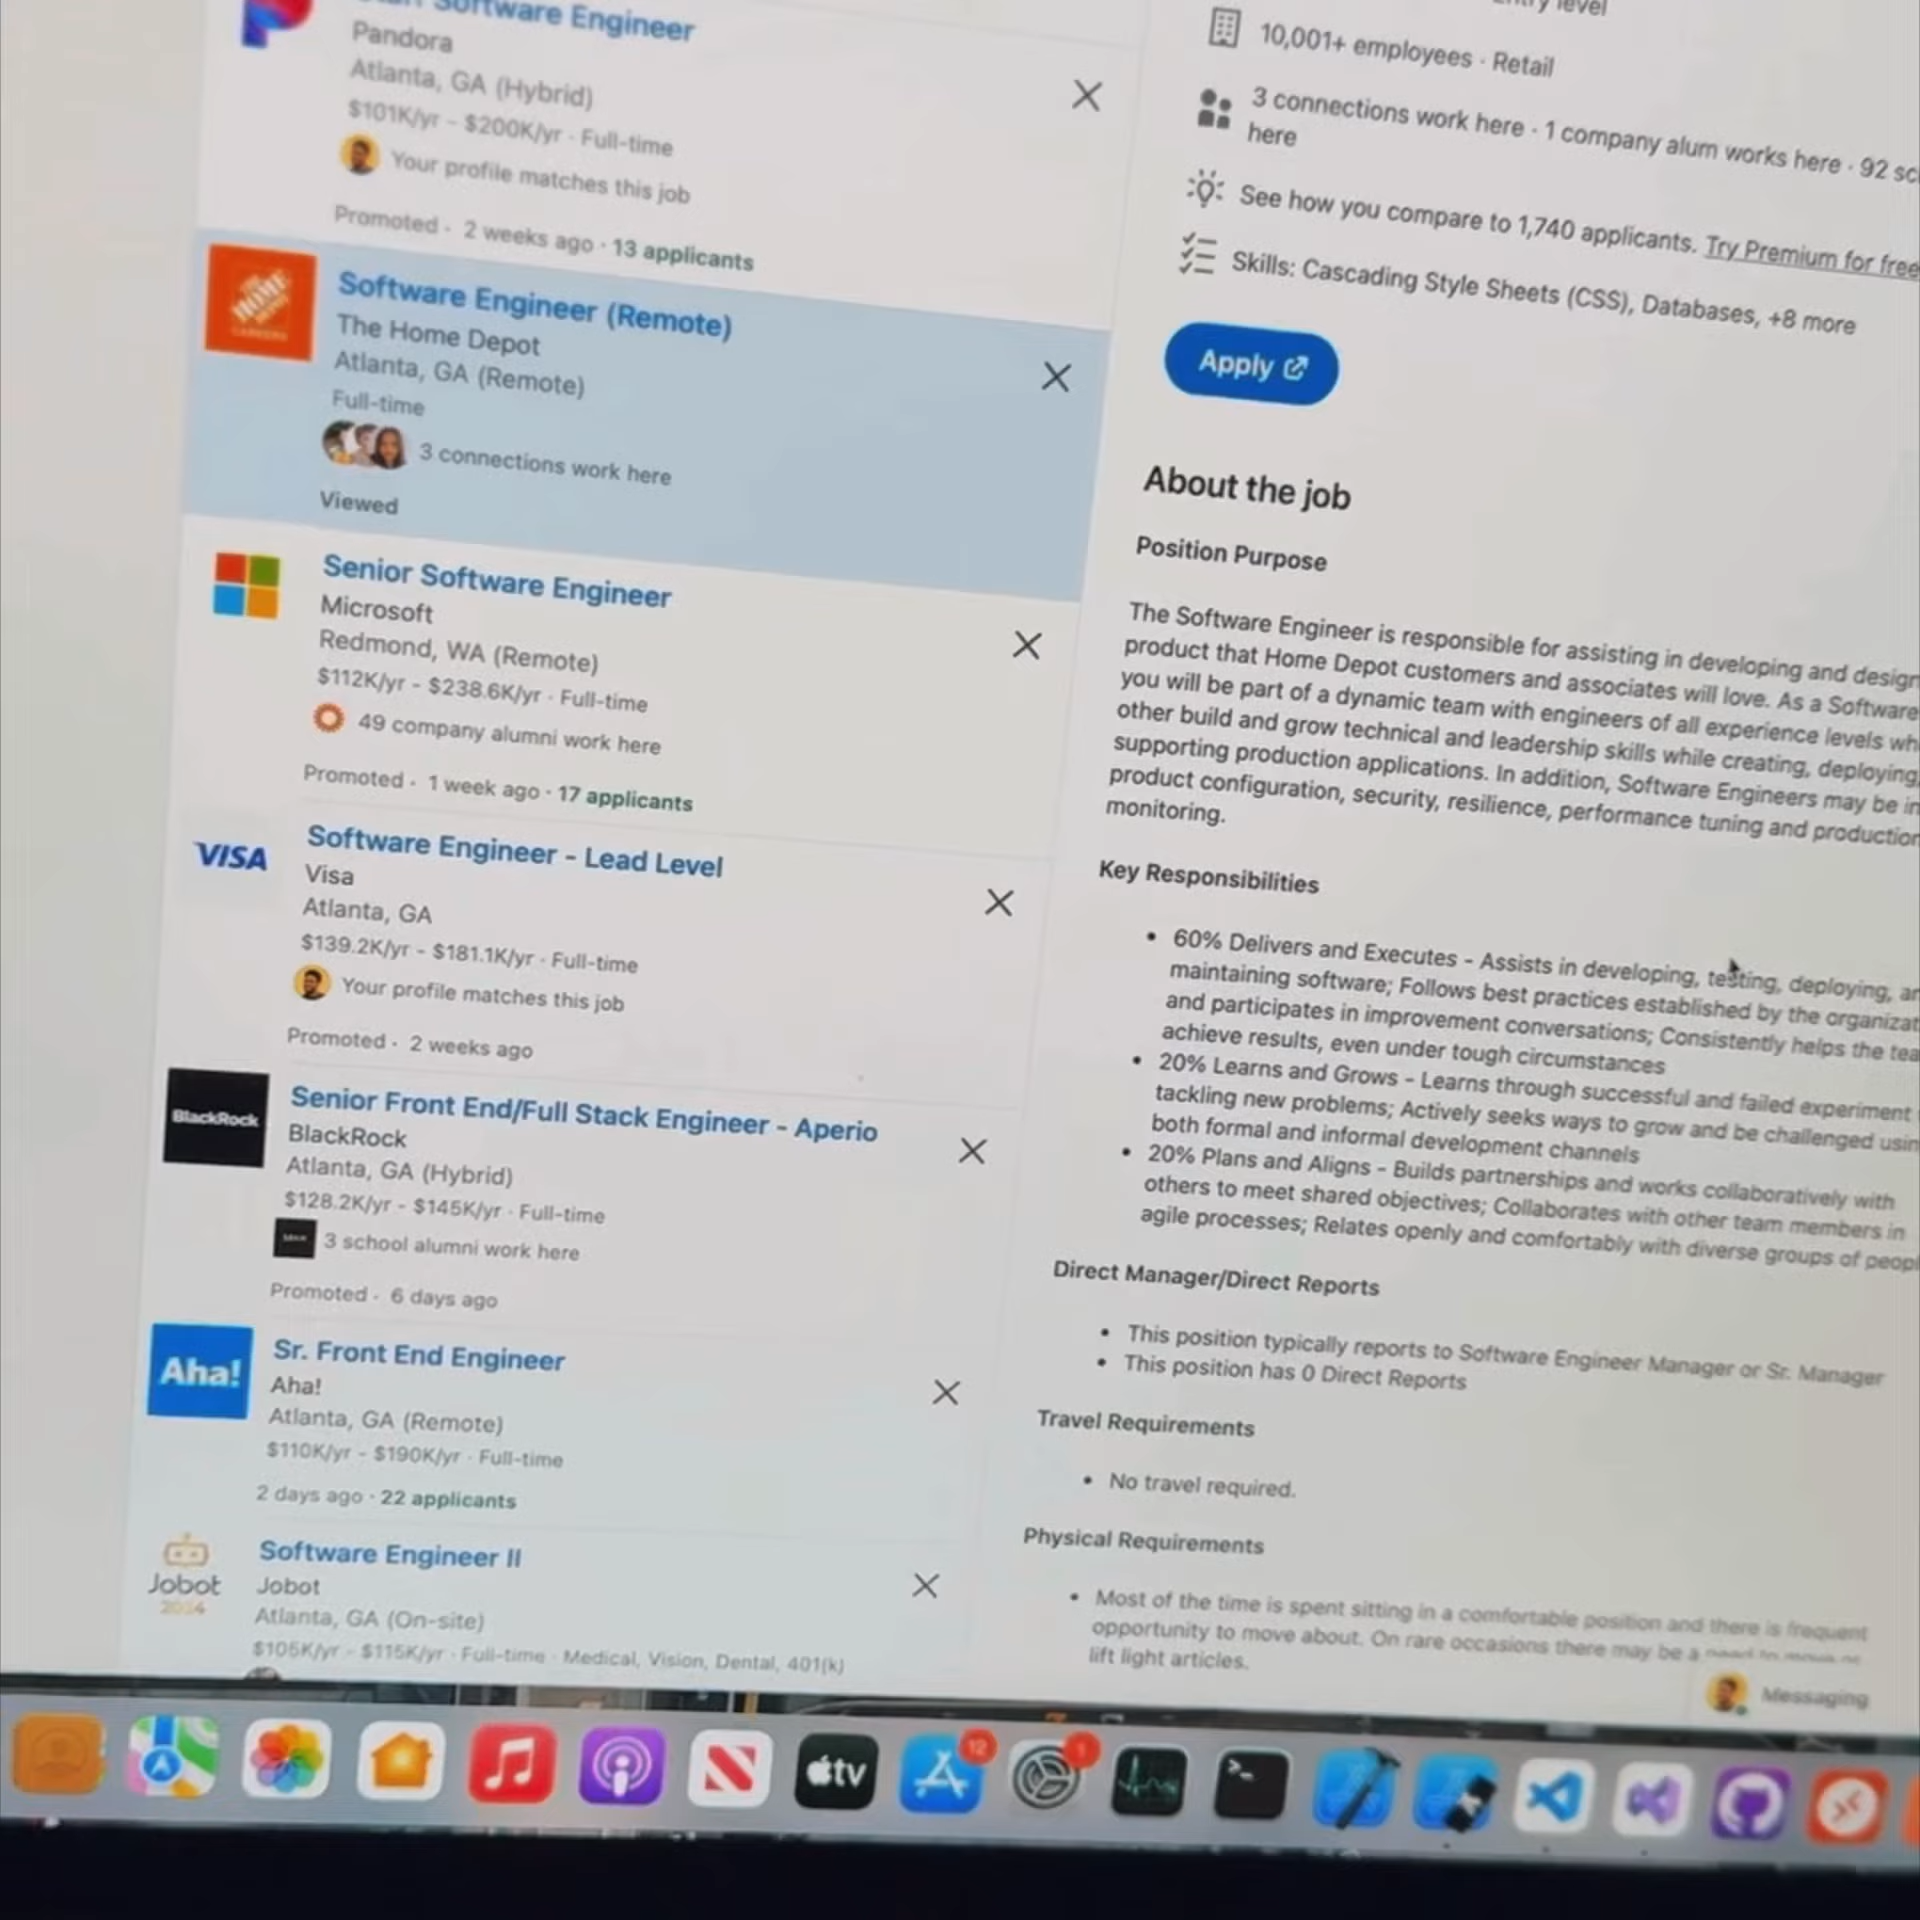 Software Engineer
Pandora
Atlanta, GA (Hybrid)
$101K/yr - $200K/yr · Full-time
Your profile matches this job
Promoted · 2 weeks ago · 13 applicants
THE HOME DEPOT
CAREERS
Software Engineer (Remote)
The Home Depot
Atlanta, GA (Remote)
Full-time
3 connections work here
Viewed
Senior Software Engineer
Microsoft
Redmond, WA (Remote)
$112K/yr - $238.6K/yr · Full-time
49 company alumni work here
Promoted · 1 week ago · 17 applicants
VISA
Software Engineer - Lead Level
Visa
Atlanta, GA
$139.2K/yr - $181.1K/yr · Full-time
Your profile matches this job
Promoted · 2 weeks ago
BlackRock
Senior Front End/Full Stack Engineer - Aperio
BlackRock
Atlanta, GA (Hybrid)
$128.2K/yr - $145K/yr · Full-time
3 school alumni work here
Promoted · 6 days ago
Aha!
Sr. Front End Engineer
Aha!
Atlanta, GA (Remote)
$110K/yr - $190K/yr · Full-time
2 days ago · 22 applicants
Jobot
Software Engineer II
Jobot
Atlanta, GA (On-site)
$105K/yr - $115K/yr · Full-time · Medical, Vision, Dental, 401(k)
level
10,001+ employees · Retail
3 connections work here · 1 company alum works here · 92
here
See how you compare to 1,740 applicants. Try Premium for free
Skills: Cascading Style Sheets (CSS), Databases, +8 more
Apply
About the job
Position Purpose
The Software Engineer is responsible for assisting in developing and design
product that Home Depot customers and associates will love. As a Software
you will be part of a dynamic team with engineers of all experience levels wh
other build and grow technical and leadership skills while creating, deploying,
supporting production applications. In addition, Software Engineers may be in
product configuration, security, resilience, performance tuning and production
monitoring.
Key Responsibilities
• 60% Delivers and Executes - Assists in developing, testing, deploying, an
maintaining software; Follows best practices established by the organizat
and participates in improvement conversations; Consistently helps the tea
achieve results, even under tough circumstances
• 20% Learns and Grows - Learns through successful and failed experiment
tackling new problems; Actively seeks ways to grow and be challenged usin
both formal and informal development channels
• 20% Plans and Aligns - Builds partnerships and works collaboratively with
others to meet shared objectives; Collaborates with other team members in
agile processes; Relates openly and comfortably with diverse groups of peopl
Direct Manager/Direct Reports
• This position typically reports to Software Engineer Manager or Sr. Manager
• This position has 0 Direct Reports
Travel Requirements
• No travel required.
Physical Requirements
• Most of the time is spent sitting in a comfortable position and there is frequent
opportunity to move about. On rare occasions there may be a need to move or
lift light articles.
Messaging
tv
12
1